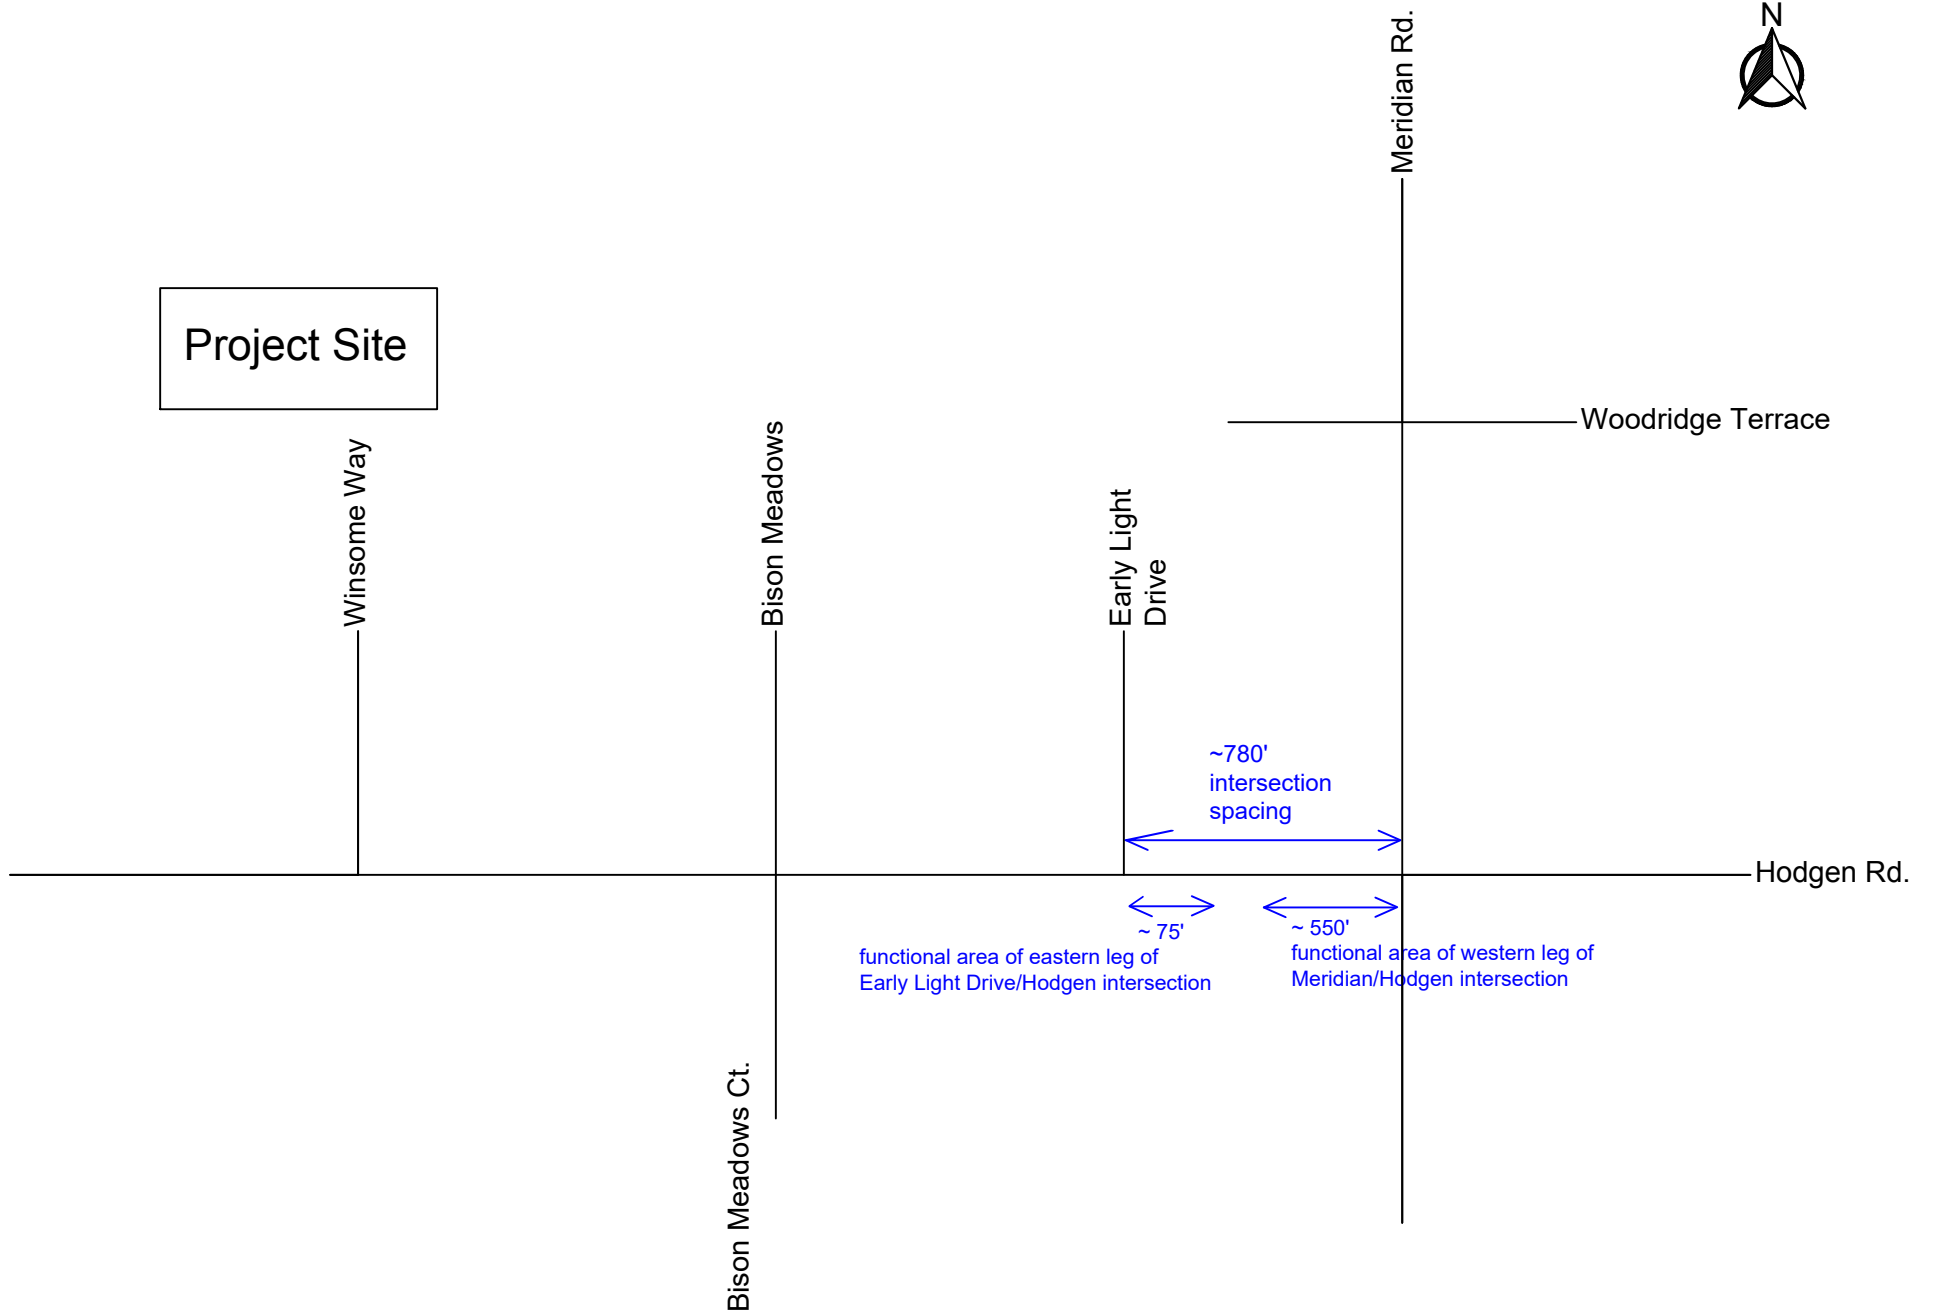 N
Meridian Rd.
Project Site
Woodridge Terrace
Winsome Way
Bison Meadows
Early Light
Drive
~780'
intersection
spacing
Hodgen Rd.
~ 75'
functional area of eastern leg of
Early Light Drive/Hodgen intersection
~ 550'
functional area of western leg of
Meridian/Hodgen intersection
Bison Meadows Ct.